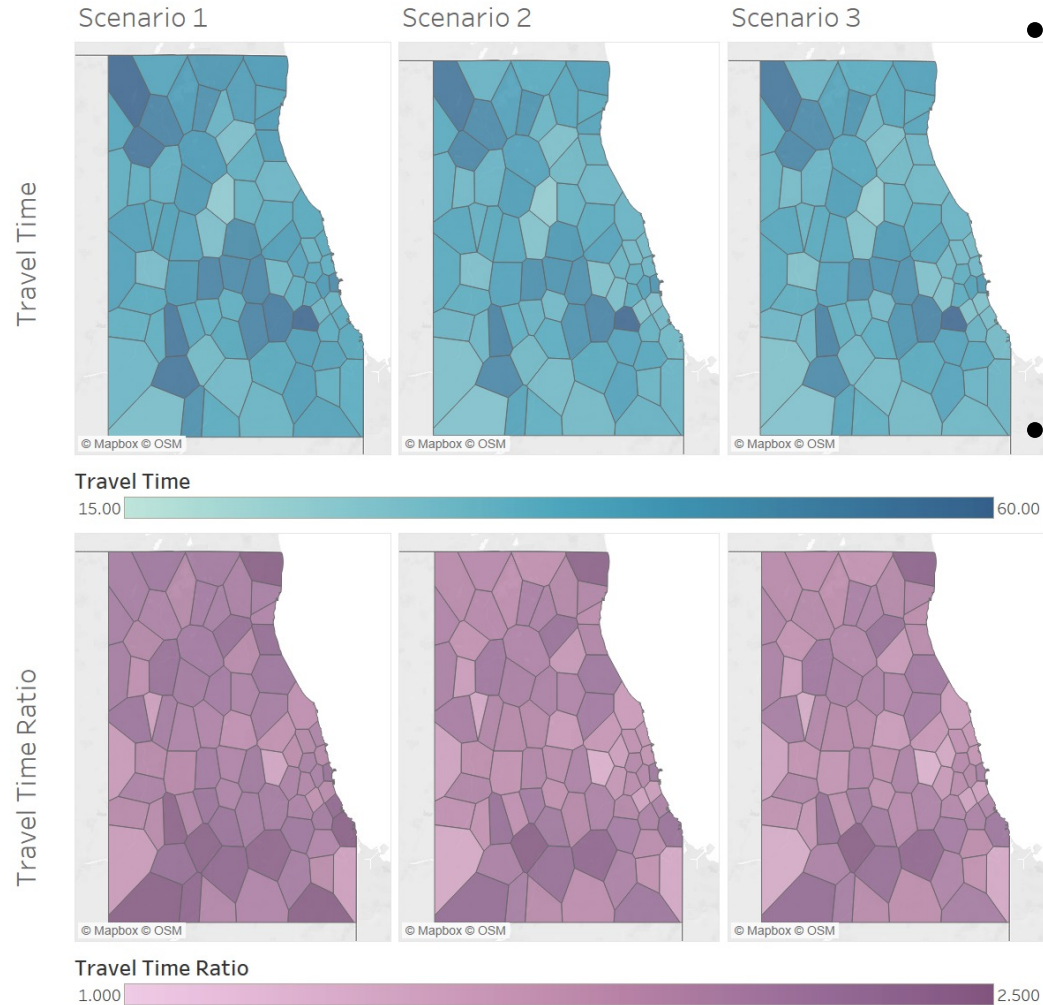 Scenario 1
Scenario 2
Scenario 3
Travel Time
© Mapbox © OSM
© Mapbox © OSM
© Mapbox © OSM
Travel Time
15.00
60.00
Travel Time Ratio
© Mapbox © OSM
© Mapbox © OSM
© Mapbox © OSM
Travel Time Ratio
1.000
2.500